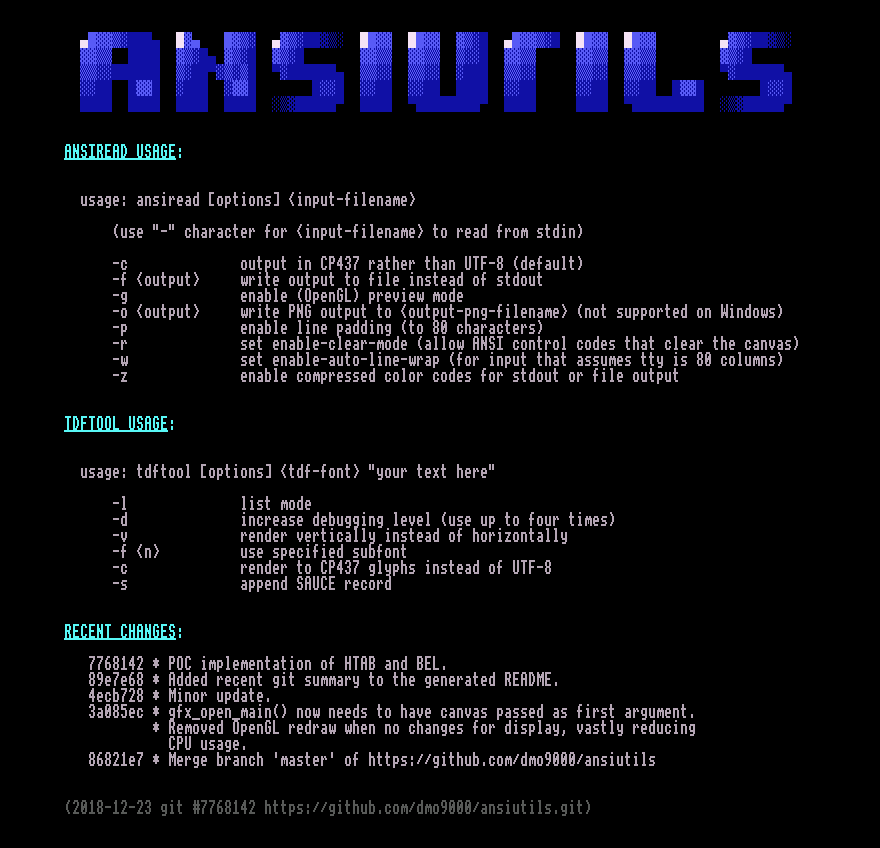 ANSIUTILS
ANSIREAD USAGE:
usage: ansiread [options] <input-filename>
(use "-" character for <input-filename> to read from stdin)
-c output in CP437 rather than UTF-8 (default)
-f <output> write output to file instead of stdout
-g enable (OpenGL) preview mode
-o <output> write PNG output to <output-png-filename> (not supported on Windows)
-p enable line padding (to 80 characters)
-r set enable-clear-mode (allow ANSI control codes that clear the canvas)
-w set enable-auto-line-wrap (for input that assumes tty is 80 columns)
-z enable compressed color codes for stdout or file output
TDFTOOL USAGE:
usage: tdftool [options] <tdf-font> "your text here"
-l list mode
-d increase debugging level (use up to four times)
-v render vertically instead of horizontally
-f <n> use specified subfont
-c render to CP437 glyphs instead of UTF-8
-s append SAUCE record
RECENT CHANGES:
7768142 * POC implementation of HTAB and BEL.
89e7e68 * Added recent git summary to the generated README.
4ecb728 * Minor update.
3a085ec * gfx_open_main() now needs to have canvas passed as first argument.
* Removed OpenGL redraw when no changes for display, vastly reducing
CPU usage.
86821e7 * Merge branch 'master' of https://github.com/dmo9000/ansiutils
(2018-12-23 git #7768142 https://github.com/dmo9000/ansiutils.git)